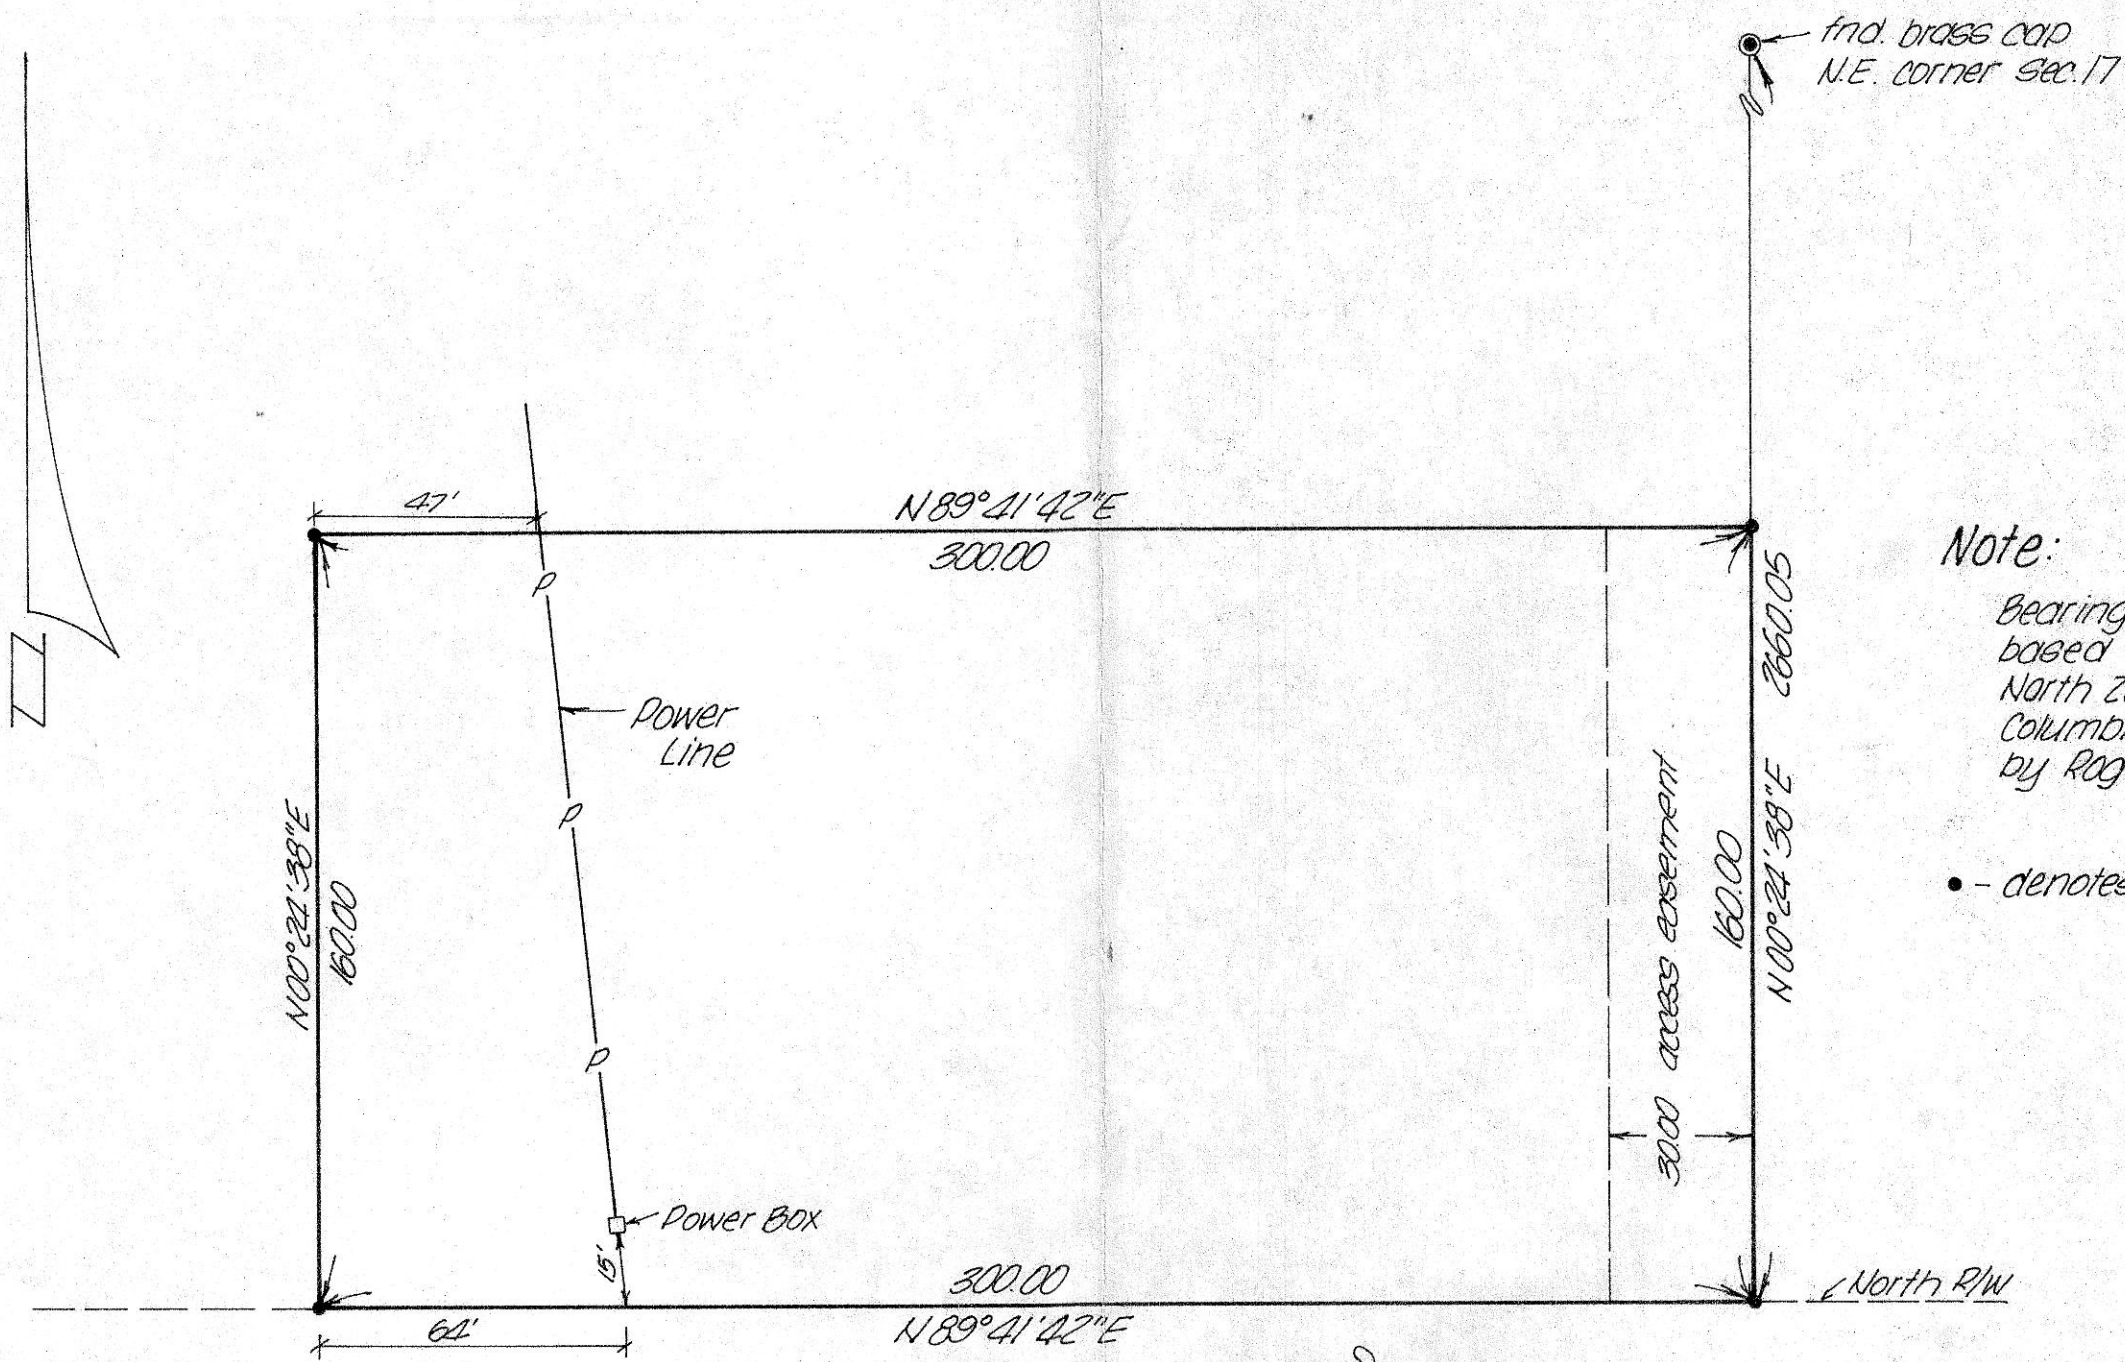 fnd. brass cap
N.E. corner Sec. 17
47'
N 89° 41' 42" E
300.00
Note:
Bearing
based
North Z
Columb
by Rog
P
Power
Line
P
P
N 00° 24' 38" E
160.00
30.00 access easement
160.00
N 00° 24' 38" E 2660.05
• - denotes
Power Box
15'
300.00
N 89° 41' 42" E
64'
North R/W
N